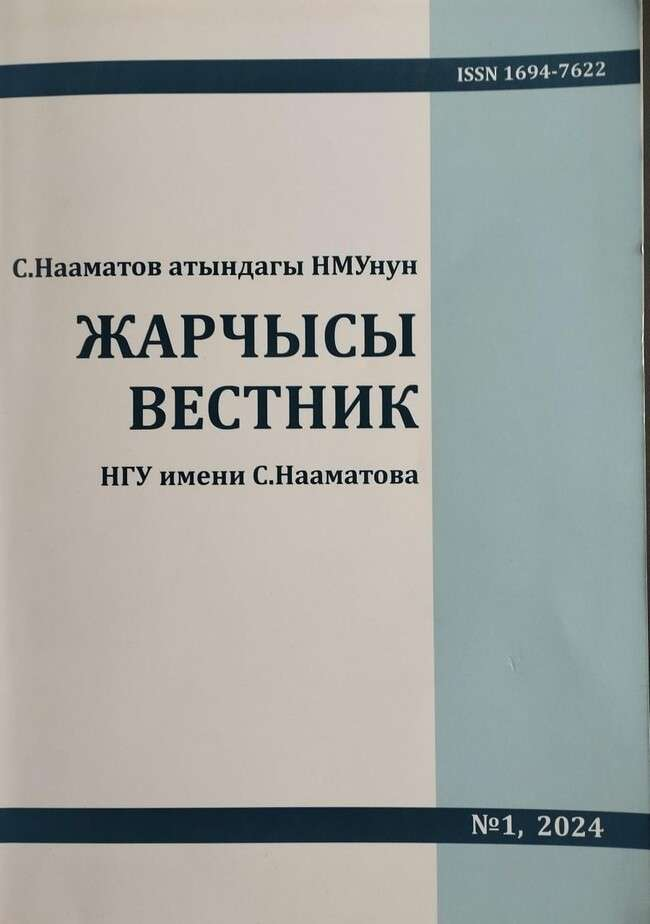 ISSN 1694-7622
С.Нааматов атындагы НМУнун
ЖАРЧЫСЫ
ВЕСТНИК
НГУ имени С.Нааматова
№1, 2024